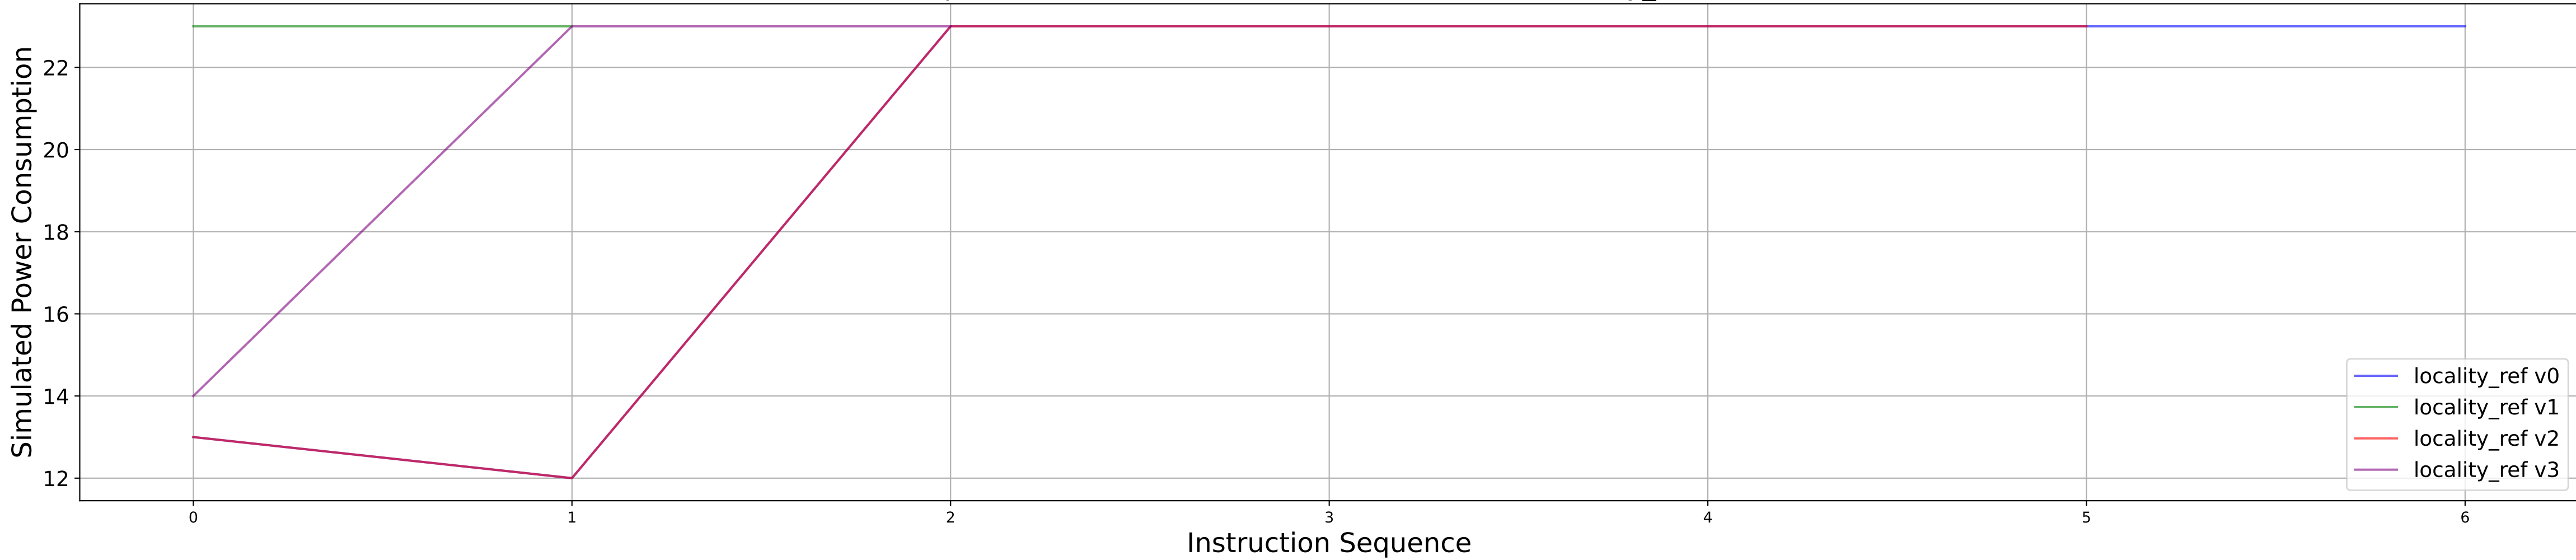 Simulated Power Consumption
22
20
18
16
14
12
0 1 2 3 4 5 6
Instruction Sequence
locality_ref v0
locality_ref v1
locality_ref v2
locality_ref v3